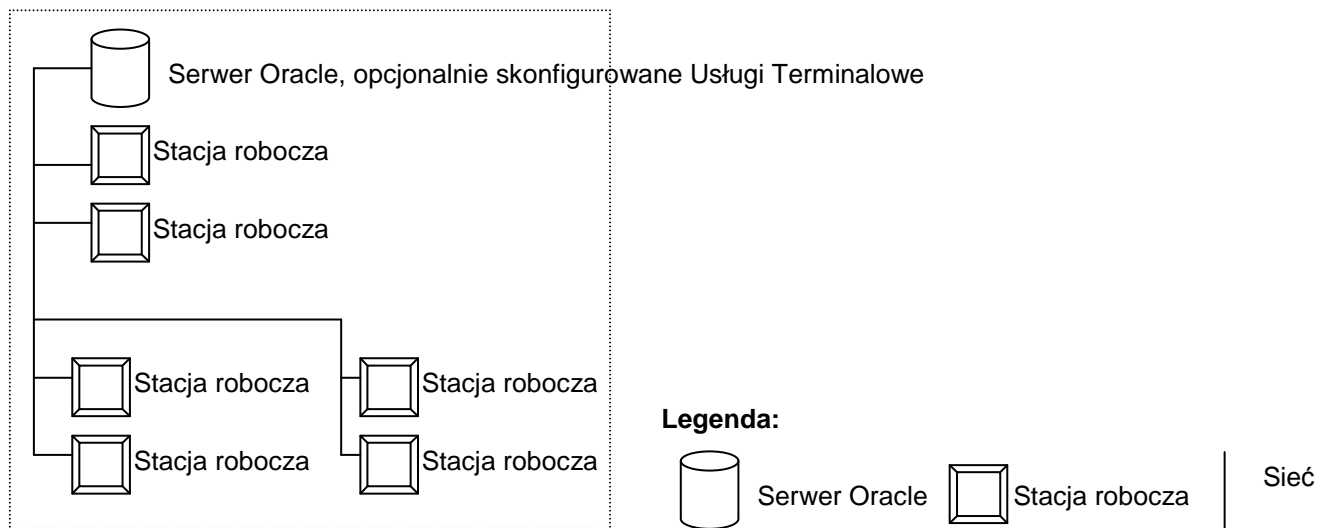 Serwer Oracle, opcjonalnie skonfigurowane Usługi Terminalowe
Stacja robocza
Stacja robocza
Stacja robocza
Stacja robocza
Stacja robocza
Stacja robocza
Legenda:
Serwer Oracle
Stacja robocza
Sieć